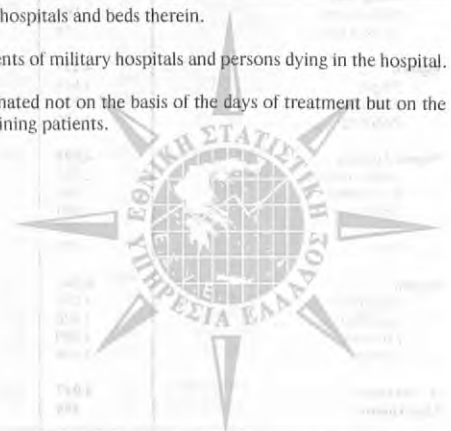 hospitals and beds therein.
ents of military hospitals and persons dying in the hospital.
nated not on the basis of the days of treatment but on the
ining patients.
ΕΘΝΙΚΗ ΣΤΑΤΙΣΤΙΚΗ
ΥΠΗΡΕΣΙΑ ΕΛΛΑΔΟΣ